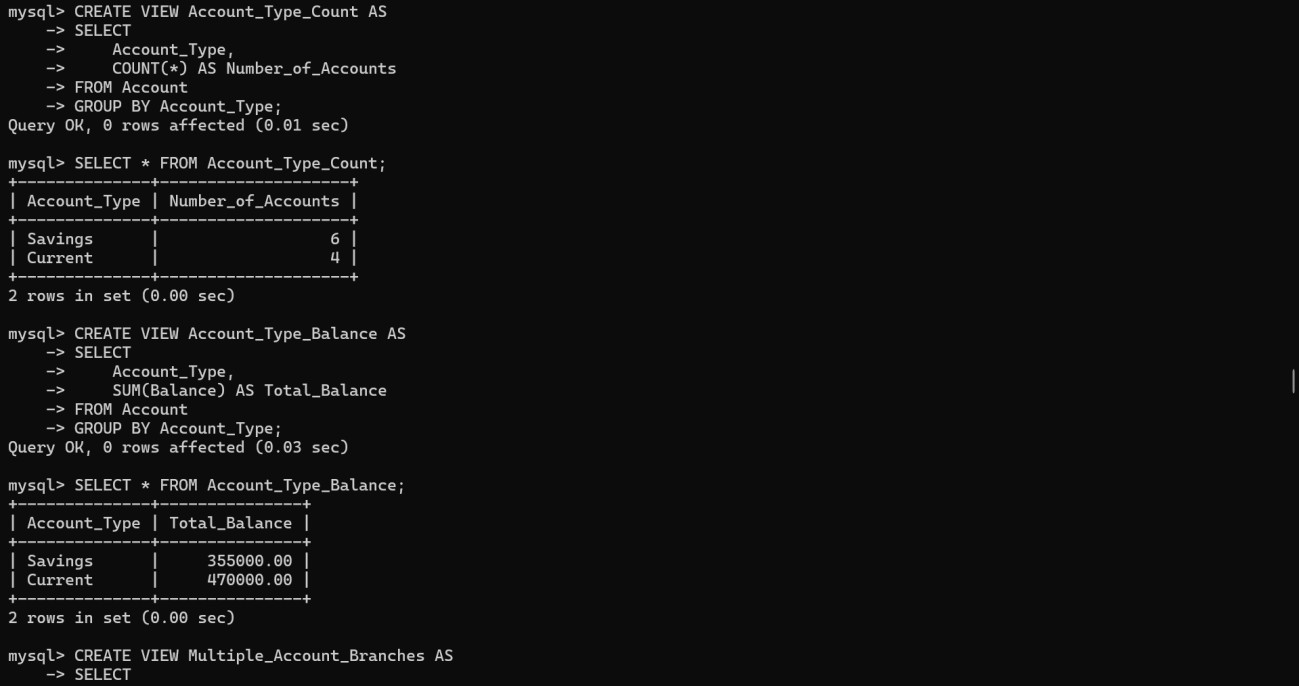 mysql> CREATE VIEW Account_Type_Count AS
    -> SELECT
    ->     Account_Type,
    ->     COUNT(*) AS Number_of_Accounts
    -> FROM Account
    -> GROUP BY Account_Type;
Query OK, 0 rows affected (0.01 sec)

mysql> SELECT * FROM Account_Type_Count;
+--------------+--------------------+
| Account_Type | Number_of_Accounts |
+--------------+--------------------+
| Savings      |                  6 |
| Current      |                  4 |
+--------------+--------------------+
2 rows in set (0.00 sec)

mysql> CREATE VIEW Account_Type_Balance AS
    -> SELECT
    ->     Account_Type,
    ->     SUM(Balance) AS Total_Balance
    -> FROM Account
    -> GROUP BY Account_Type;
Query OK, 0 rows affected (0.03 sec)

mysql> SELECT * FROM Account_Type_Balance;
+--------------+---------------+
| Account_Type | Total_Balance |
+--------------+---------------+
| Savings      |     355000.00 |
| Current      |     470000.00 |
+--------------+---------------+
2 rows in set (0.00 sec)

mysql> CREATE VIEW Multiple_Account_Branches AS
    -> SELECT